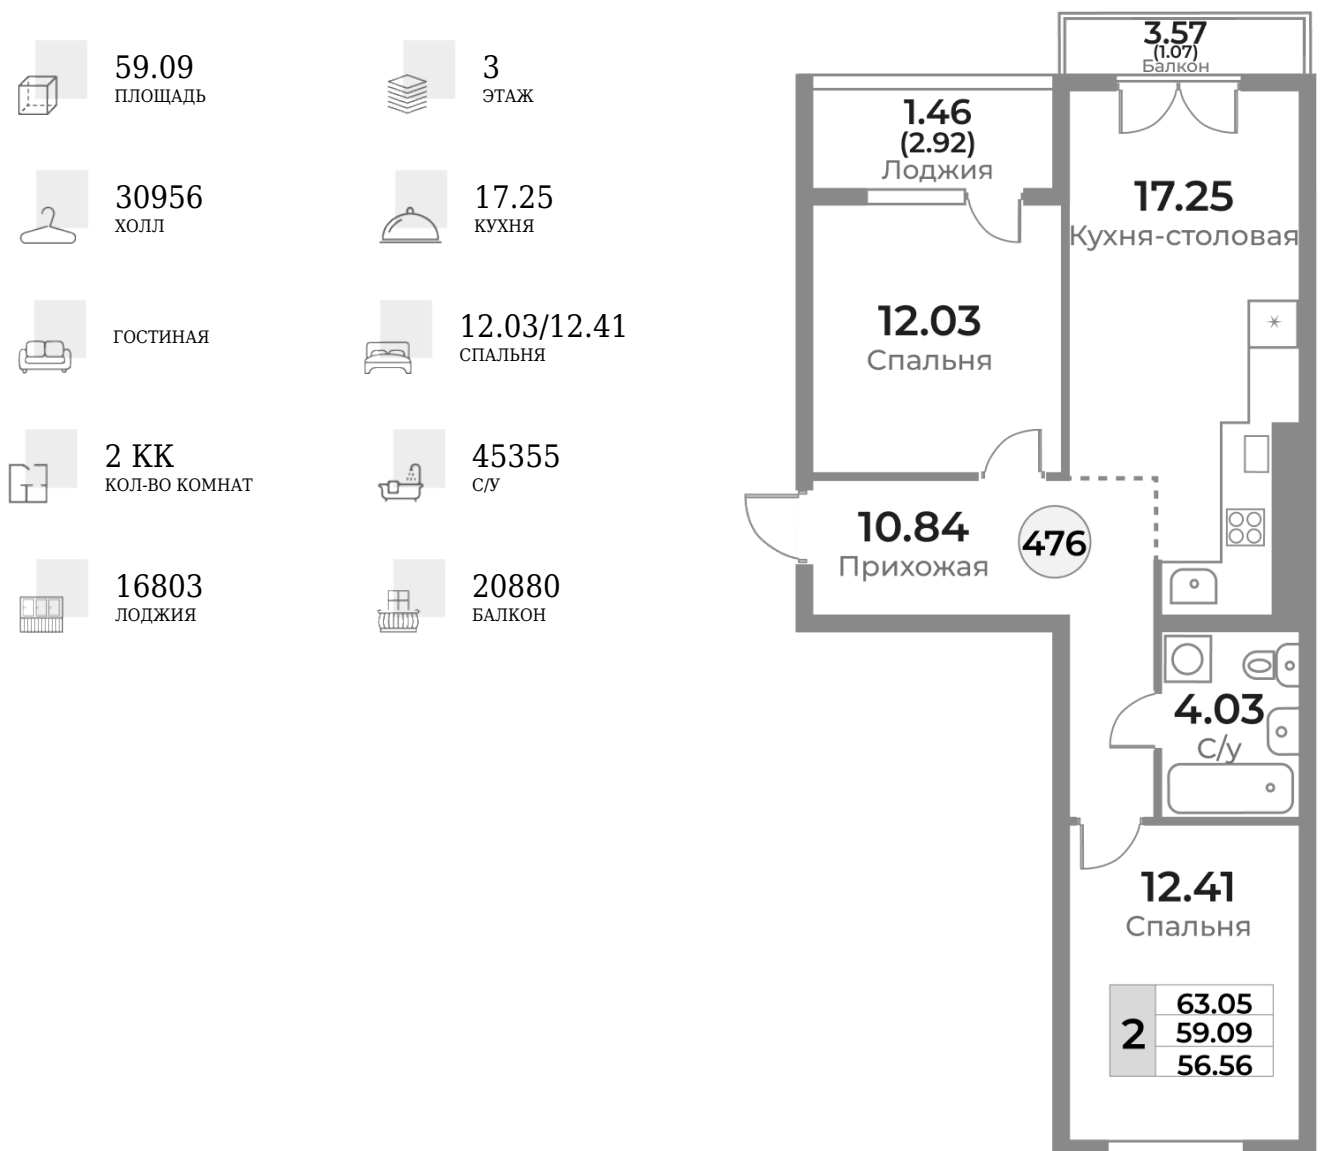 59.09
ПЛОЩАДЬ
3
ЭТАЖ
30956
ХОЛЛ
17.25
КУХНЯ
ГОСТИНАЯ
12.03/12.41
СПАЛЬНЯ
2 КК
КОЛ-ВО КОМНАТ
45355
С/У
16803
ЛОДЖИЯ
20880
БАЛКОН
3.57
(1.07)
Балкон
1.46
(2.92)
Лоджия
17.25
Кухня-столовая
12.03
Спальня
10.84
Прихожая
476
4.03
С/у
12.41
Спальня
2
63.05
59.09
56.56